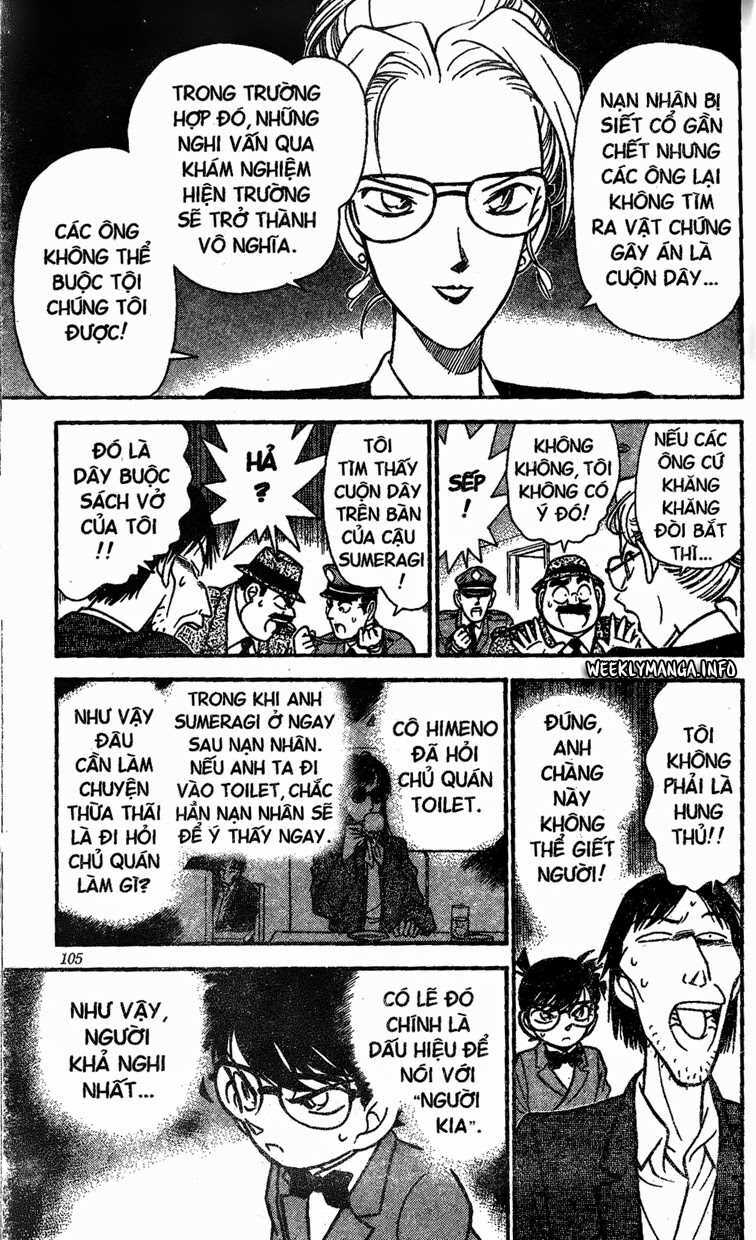 NẠN NHÂN BỊ
SIẾT CỔ GẦN
CHẾT NHƯNG
CÁC ÔNG LẠI
KHÔNG TÌM
RA VẬT CHỨNG
GÂY ÁN LÀ
CUỘN DÂY...
TRONG TRƯỜNG
HỢP ĐÓ, NHỮNG
NGHI VẤN QUA
KHÁM NGHIỆM
HIỆN TRƯỜNG
SẼ TRỞ THÀNH
VÔ NGHĨA.
CÁC ÔNG
KHÔNG THỂ
BUỘC TỘI
CHÚNG TÔI
ĐƯỢC!
NẾU CÁC
ÔNG CỨ
KHĂNG
KHĂNG
ĐÒI BẮT
THÌ...
KHÔNG
KHÔNG, TÔI
KHÔNG CÓ
Ý ĐÓ!
SẾP
!
TÔI
TÌM THẤY
CUỘN DÂY
TRÊN BÀN
CỦA CẬU
SUMERAGI
!
HẢ
?
ĐÓ LÀ
DÂY BUỘC
SÁCH VỞ
CỦA TÔI
!!
WEEKLYMANGA.INFO
TÔI
KHÔNG
PHẢI LÀ
HUNG
THỦ!!
ĐÚNG,
ANH
CHÀNG
NÀY
KHÔNG
THỂ GIẾT
NGƯỜI!
CÔ HIMENO
ĐÃ HỎI
CHỦ QUÁN
TOILET.
TRONG KHI ANH
SUMERAGI Ở NGAY
SAU NẠN NHÂN.
NẾU ANH TA ĐI
VÀO TOILET, CHẮC
HẲN NẠN NHÂN SẼ
ĐỂ Ý THẤY NGAY.
NHƯ VẬY
ĐÂU
CẦN LÀM
CHUYỆN
THỪA THÃI
LÀ ĐI HỎI
CHỦ QUÁN
LÀM GÌ?
105
CÓ LẼ ĐÓ
CHÍNH LÀ
DẤU HIỆU ĐỂ
NÓI VỚI
"NGƯỜI
KIA".
NHƯ VẬY,
NGƯỜI
KHẢ NGHI
NHẤT...